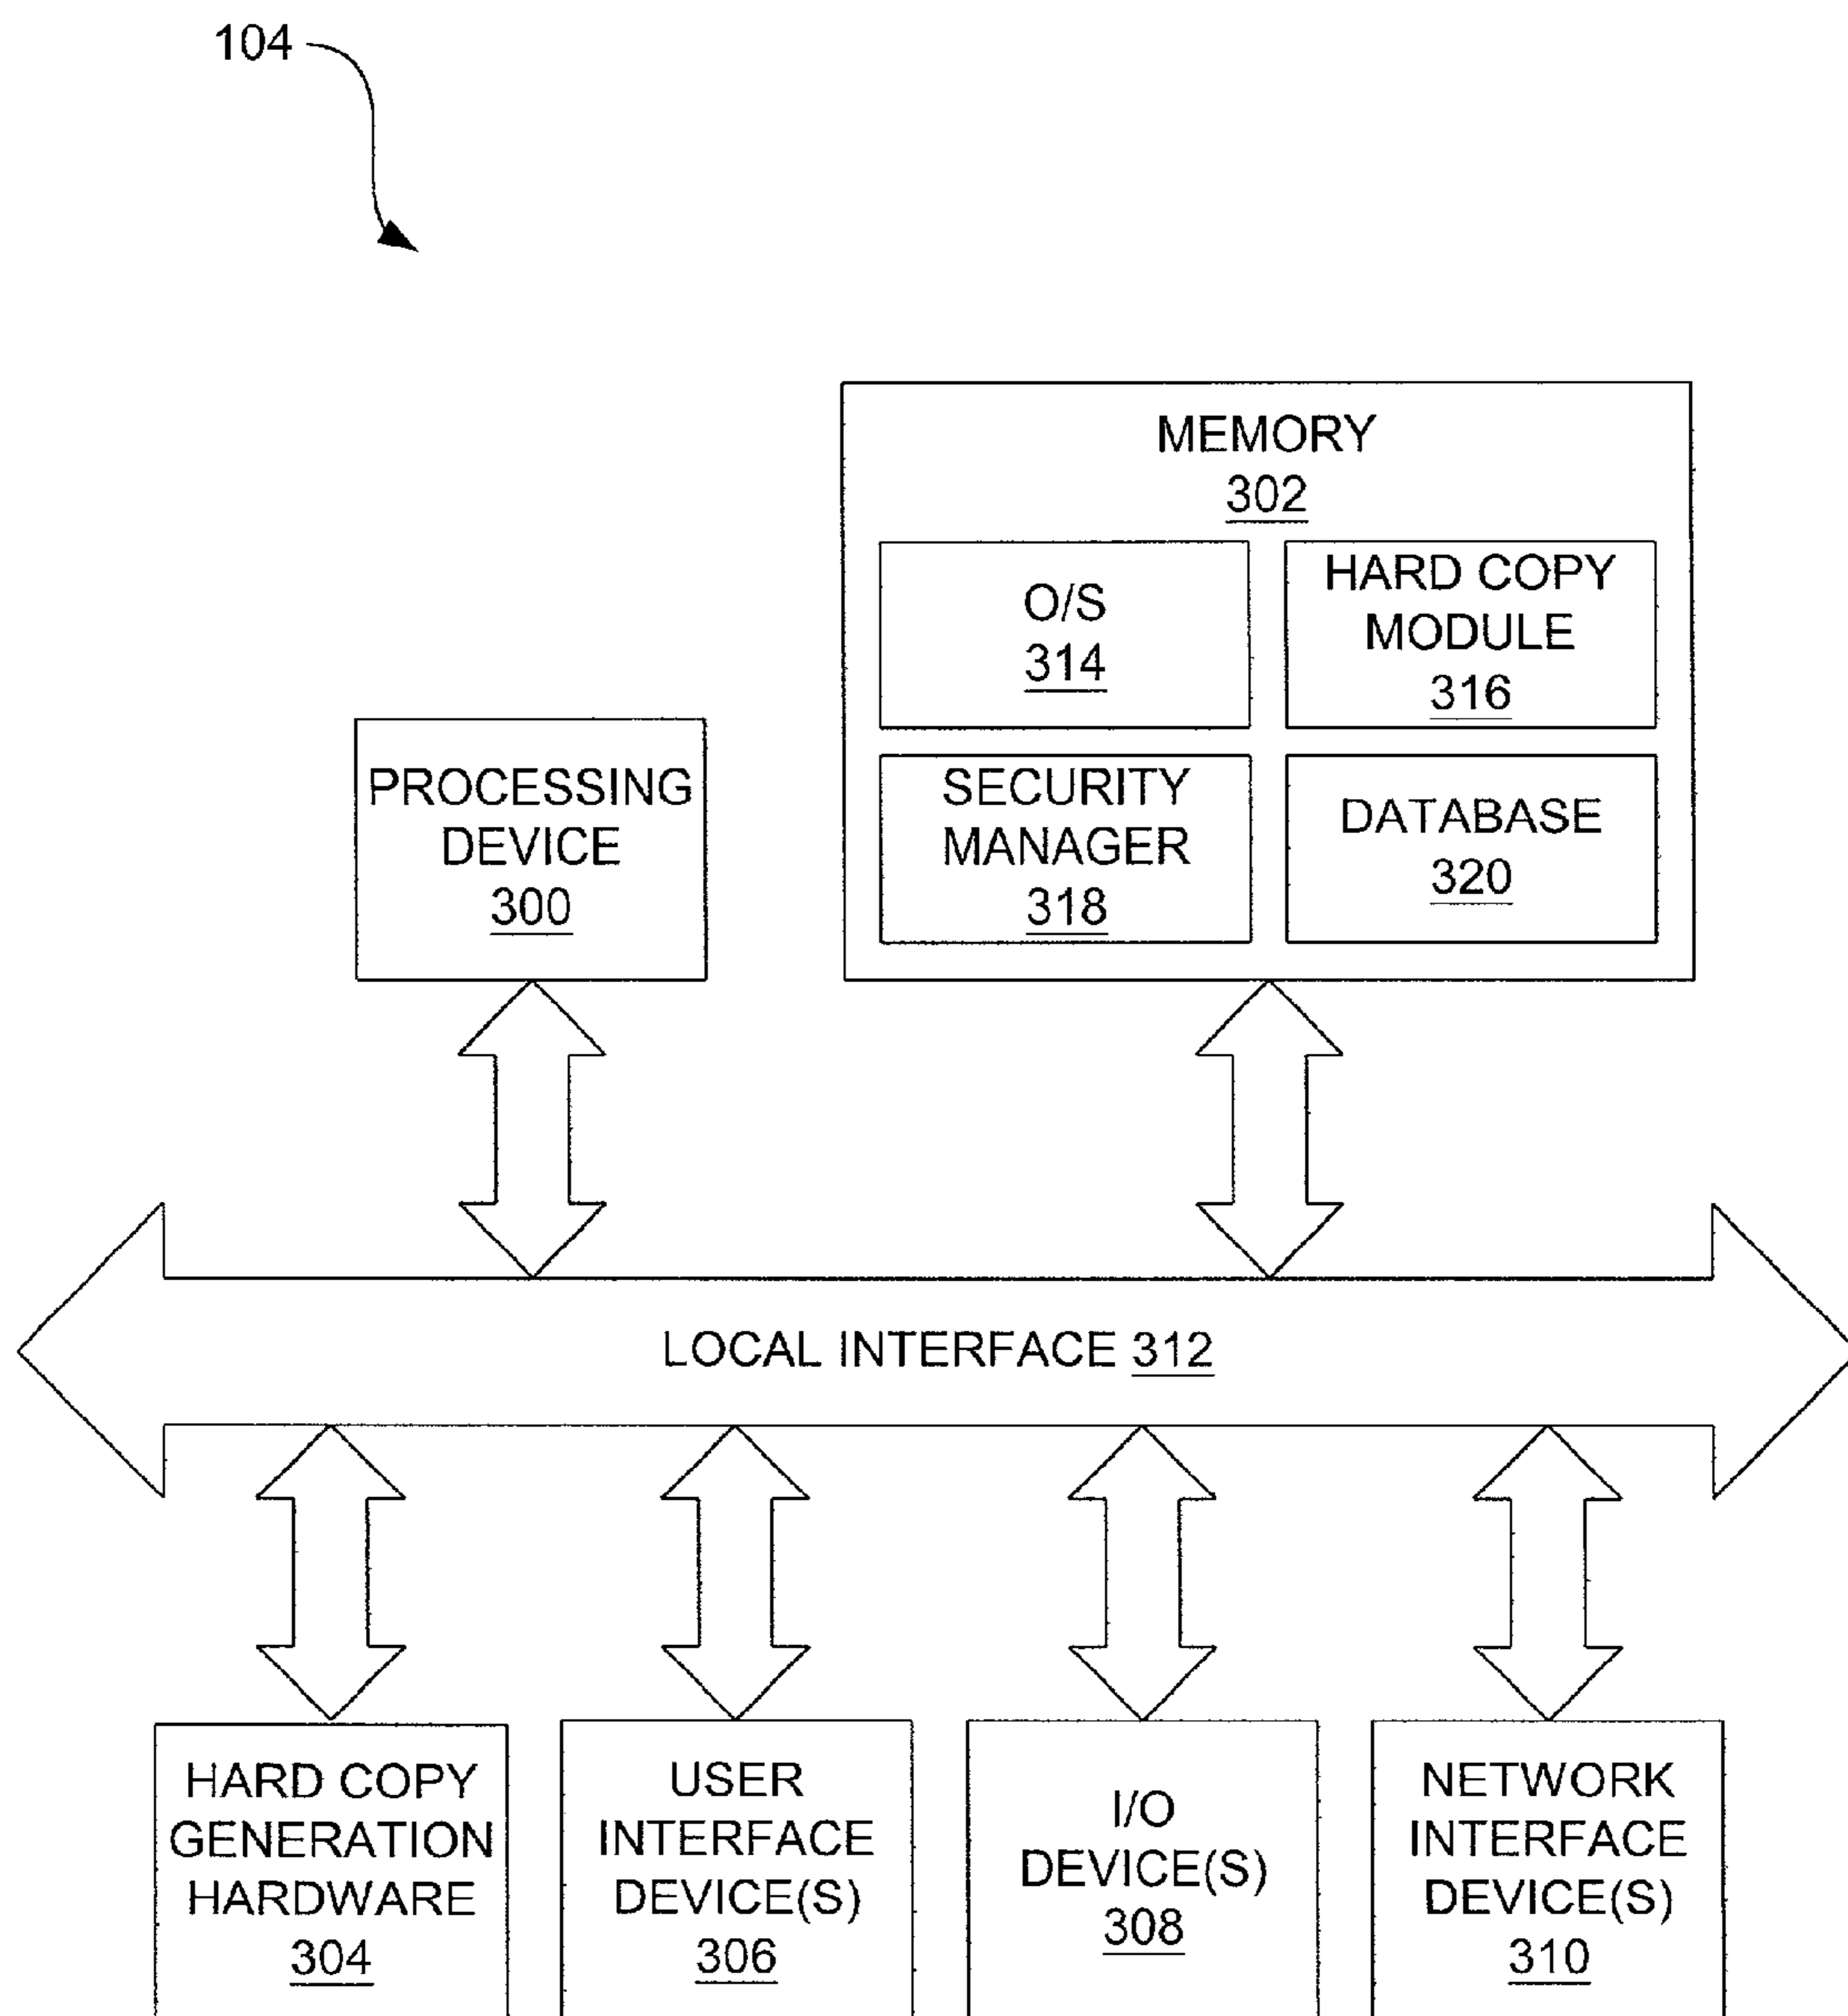 104
MEMORY
302
O/S
314
HARD COPY
MODULE
316
SECURITY
MANAGER
318
DATABASE
320
PROCESSING
DEVICE
300
LOCAL INTERFACE 312
HARD COPY
GENERATION
HARDWARE
304
USER
INTERFACE
DEVICE(S)
306
I/O
DEVICE(S)
308
NETWORK
INTERFACE
DEVICE(S)
310